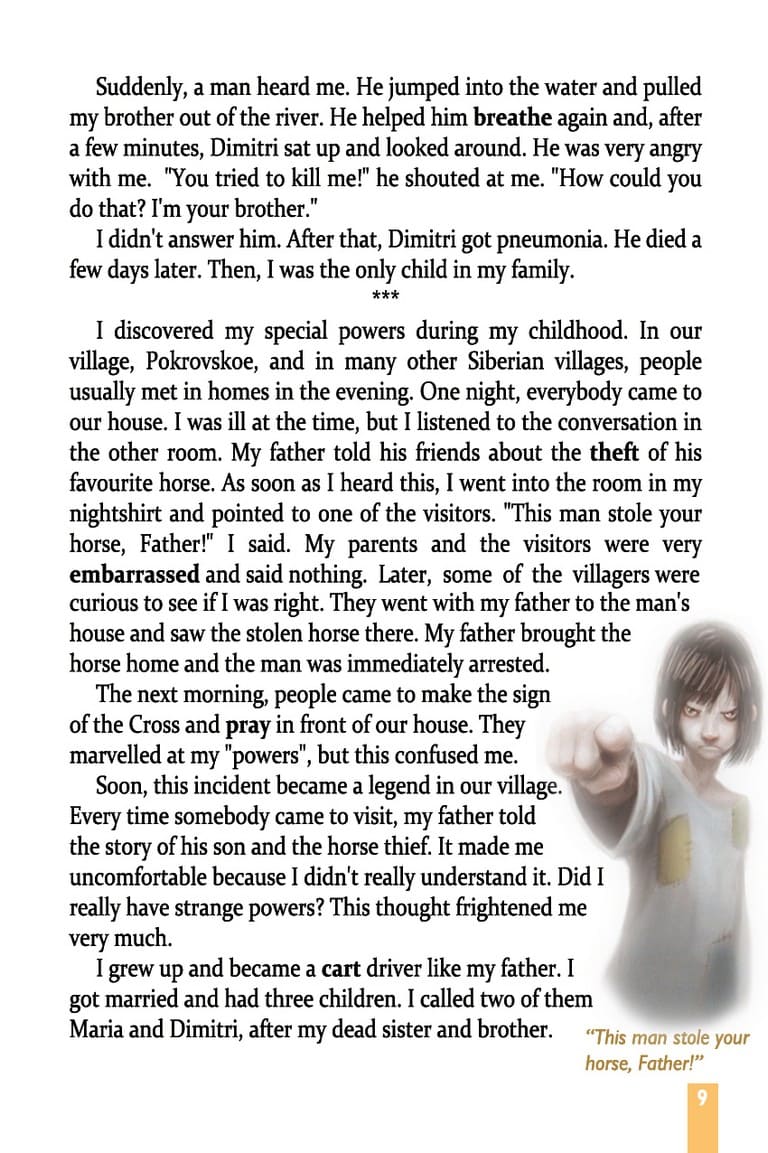 Suddenly, a man heard me. He jumped into the water and pulled
my brother out of the river. He helped him breathe again and, after
a few minutes, Dimitri sat up and looked around. He was very angry
with me.  "You tried to kill me!" he shouted at me. "How could you
do that? I'm your brother."
I didn't answer him. After that, Dimitri got pneumonia. He died a
few days later. Then, I was the only child in my family.
***
I discovered my special powers during my childhood. In our
village, Pokrovskoe, and in many other Siberian villages, people
usually met in homes in the evening. One night, everybody came to
our house. I was ill at the time, but I listened to the conversation in
the other room. My father told his friends about the theft of his
favourite horse. As soon as I heard this, I went into the room in my
nightshirt and pointed to one of the visitors. "This man stole your
horse, Father!" I said. My parents and the visitors were very
embarrassed and said nothing. Later, some of the villagers were
curious to see if I was right. They went with my father to the man's
house and saw the stolen horse there. My father brought the
horse home and the man was immediately arrested.
The next morning, people came to make the sign
of the Cross and pray in front of our house. They
marvelled at my "powers", but this confused me.
Soon, this incident became a legend in our village.
Every time somebody came to visit, my father told
the story of his son and the horse thief. It made me
uncomfortable because I didn't really understand it. Did I
really have strange powers? This thought frightened me
very much.
I grew up and became a cart driver like my father. I
got married and had three children. I called two of them
Maria and Dimitri, after my dead sister and brother.
“This man stole your
horse, Father!”
9